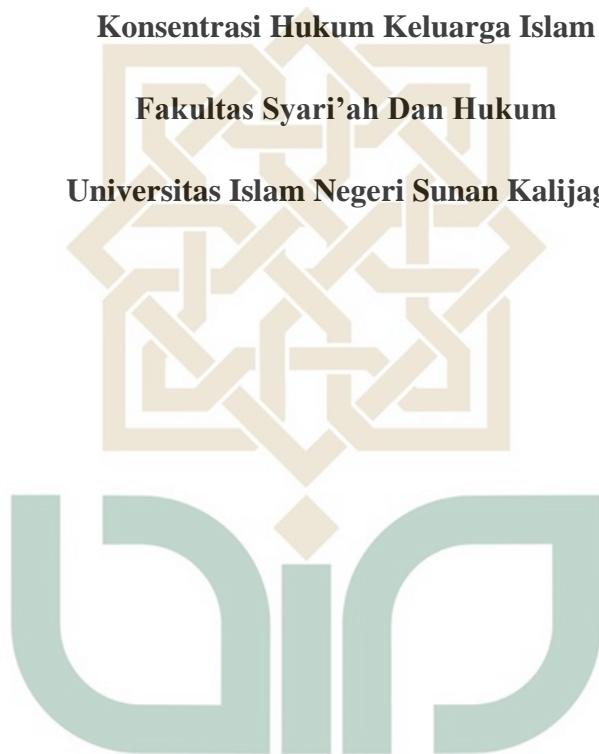 Konsentrasi Hukum Keluarga Islam
Fakultas Syari’ah Dan Hukum
Universitas Islam Negeri Sunan Kalijag